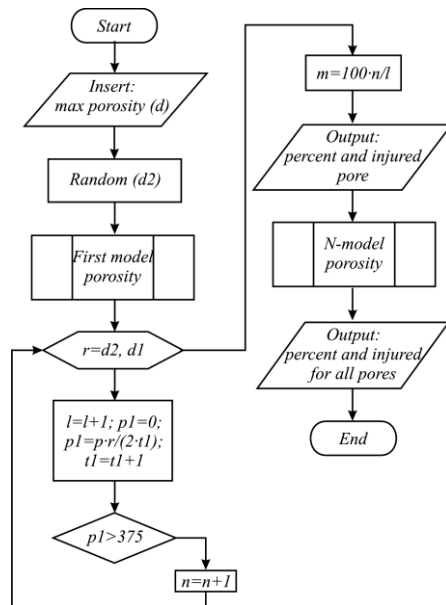 Start
Insert:
max porosity (d)
Random (d2)
First model
porosity
r=d2, d1
l=l+1; p1=0;
p1=p·r/(2·t1);
t1=t1+1
p1>375
n=n+1
m=100·n/l
Output:
percent and injured
pore
N-model
porosity
Output:
percent and injured
for all pores
End